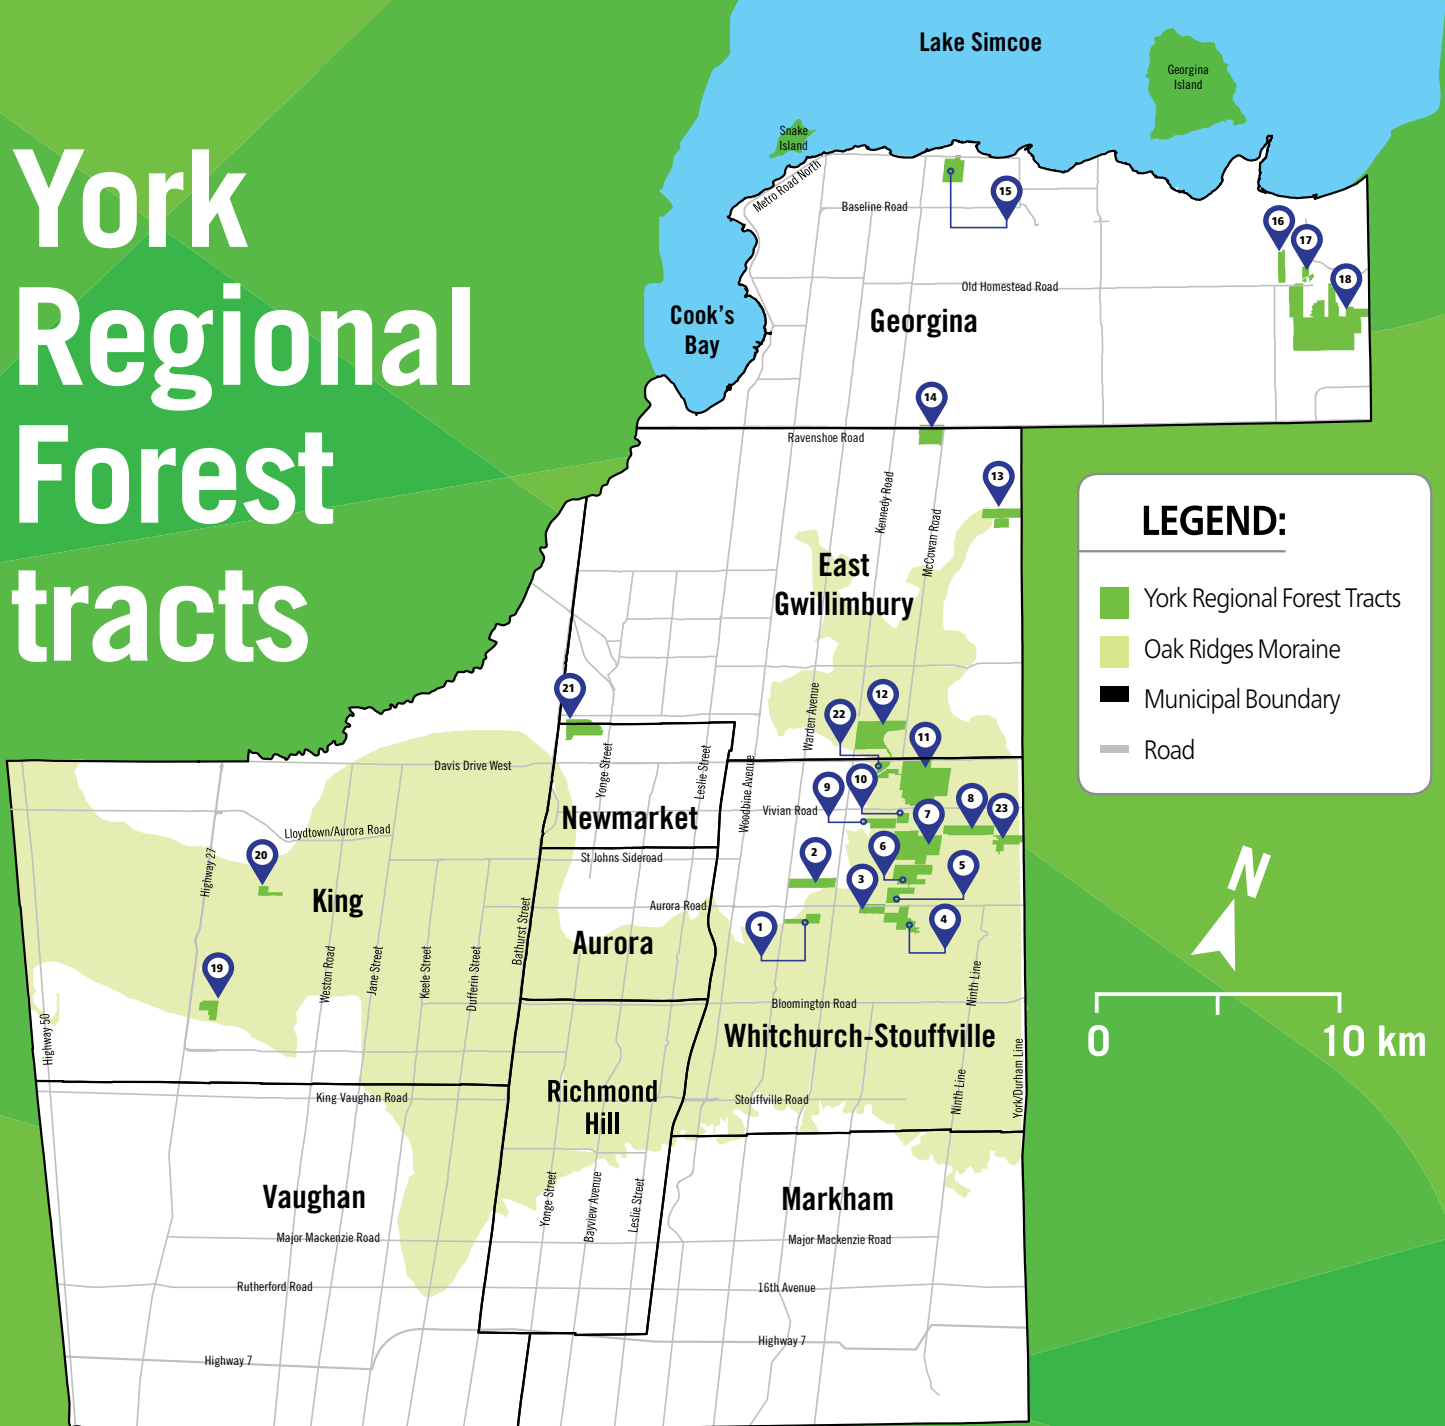 York
Regional
Forest
tracts
Lake Simcoe
Georgina
Island
Snake
Island
Metro Road North
Baseline Road
15
16
17
18
Old Homestead Road
Cook's
Bay
Georgina
14
Ravenshoe Road
13
Kennedy Road
McCowan Road
East
Gwillimbury
LEGEND:
York Regional Forest Tracts
Oak Ridges Moraine
Municipal Boundary
Road
21
12
22
11
Warden Avenue
Yonge Street
Leslie Street
Woodbine Avenue
Davis Drive West
9
10
8
23
7
Vivian Road
Newmarket
Lloydtown/Aurora Road
St Johns Sideroad
20
Highway 27
2
6
5
3
King
Aurora Road
4
1
Bathurst Street
Aurora
19
Weston Road
Jane Street
Keele Street
Dufferin Street
Ninth Line
Bloomington Road
Highway 50
Whitchurch-Stouffville
N
0
10 km
Richmond
Hill
King Vaughan Road
Stouffville Road
Ninth Line
York/Durham Line
Vaughan
Markham
Yonge Street
Bayview Avenue
Leslie Street
Major Mackenzie Road
Major Mackenzie Road
Rutherford Road
16th Avenue
Highway 7
Highway 7